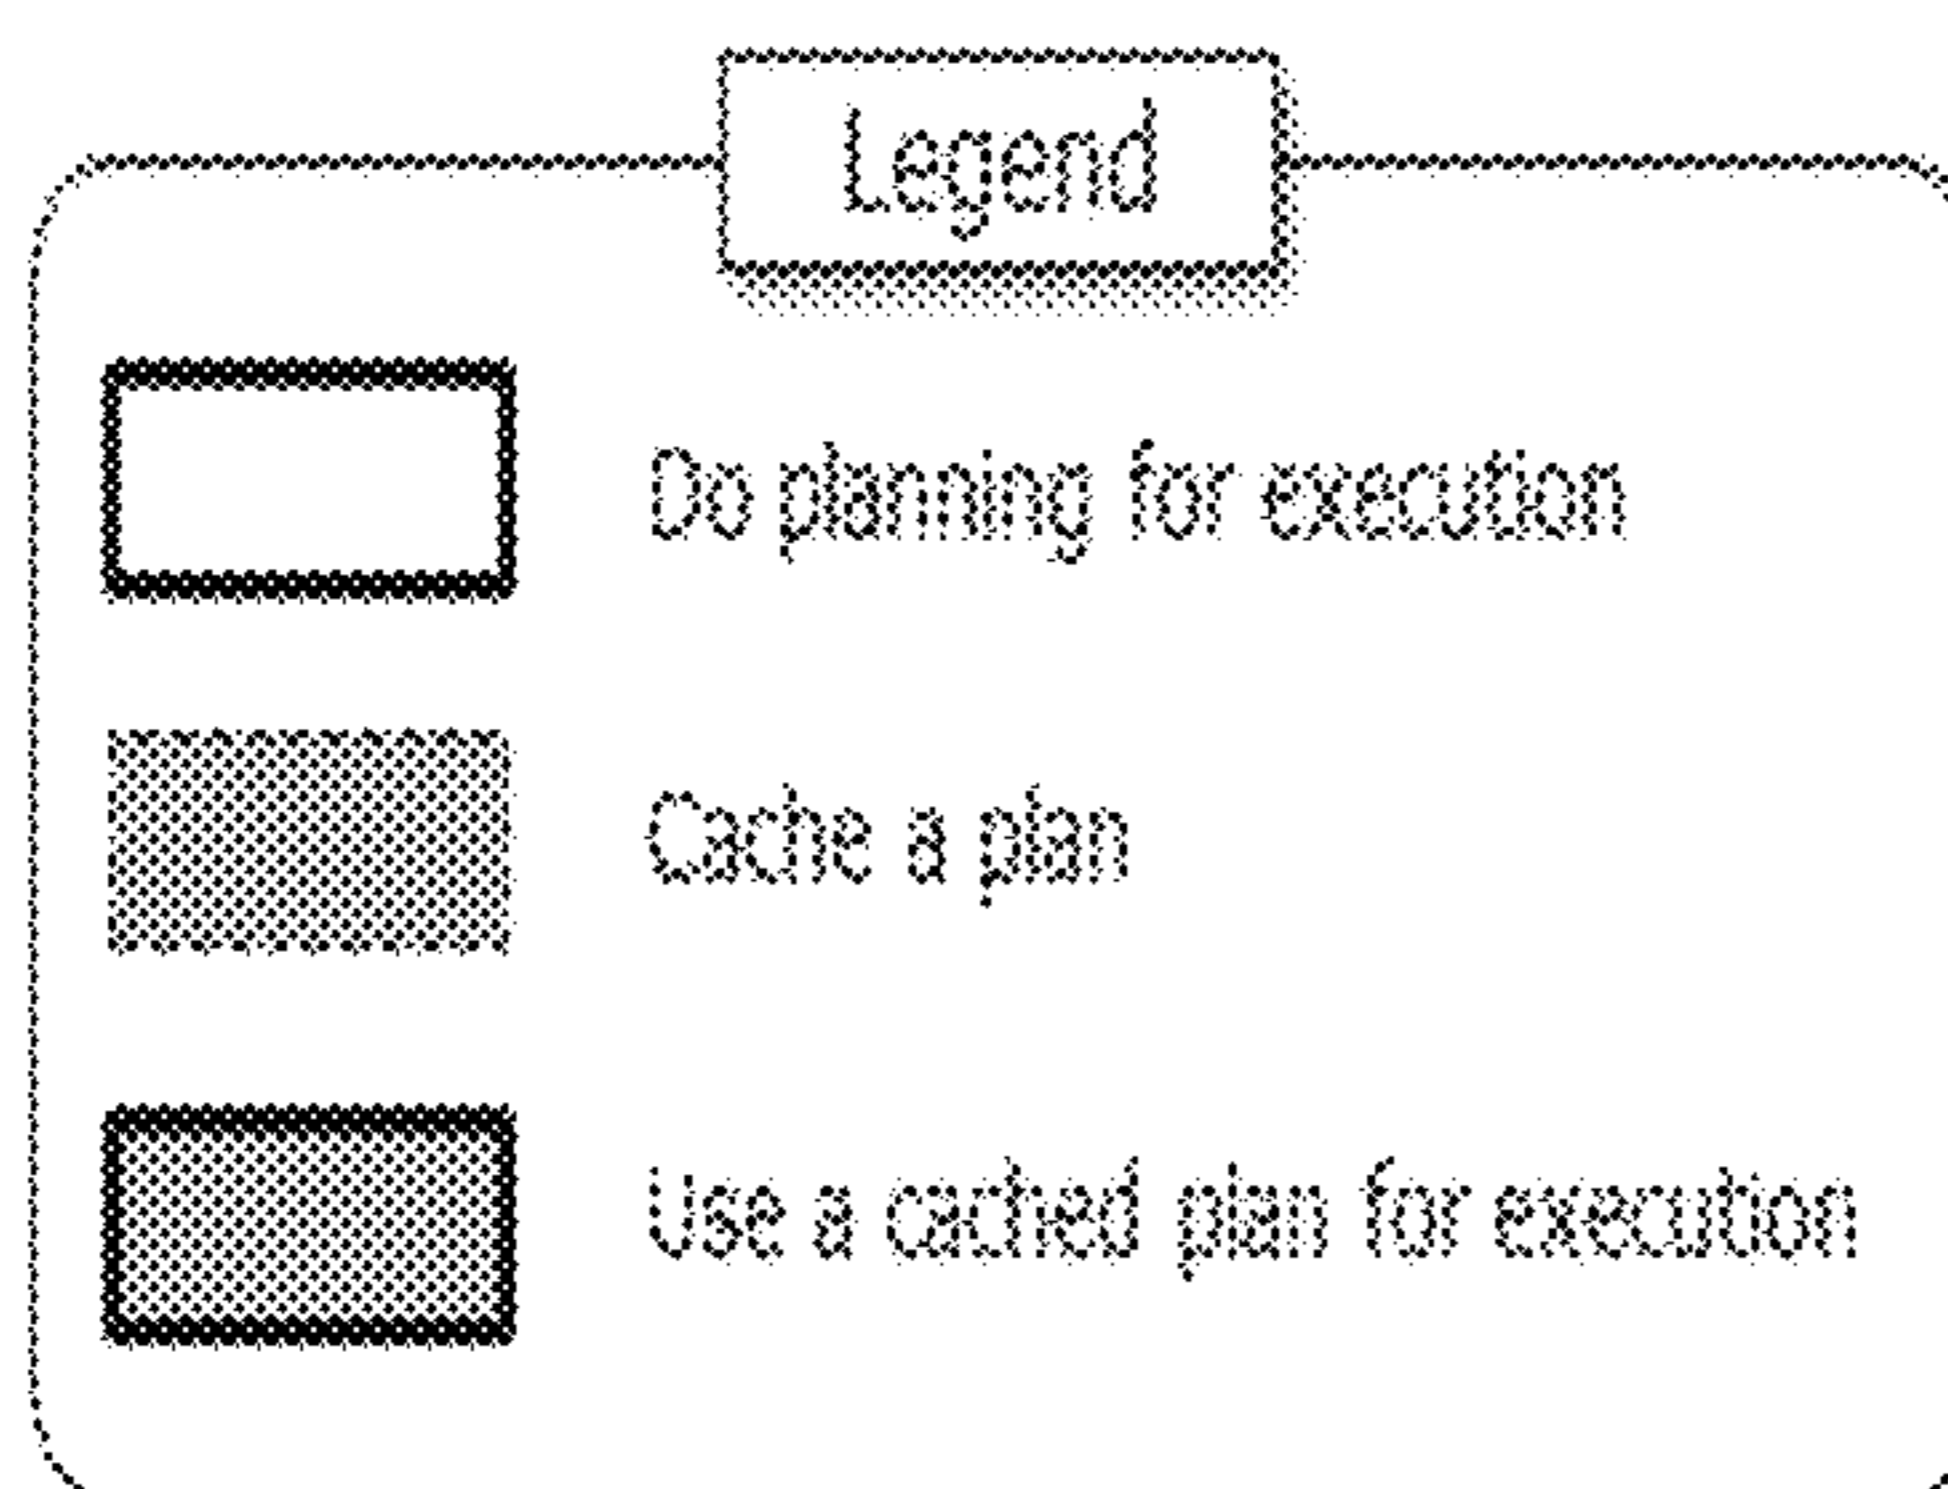 Legend
Do planning for execution
Cache a plan
Use a cached plan for execution